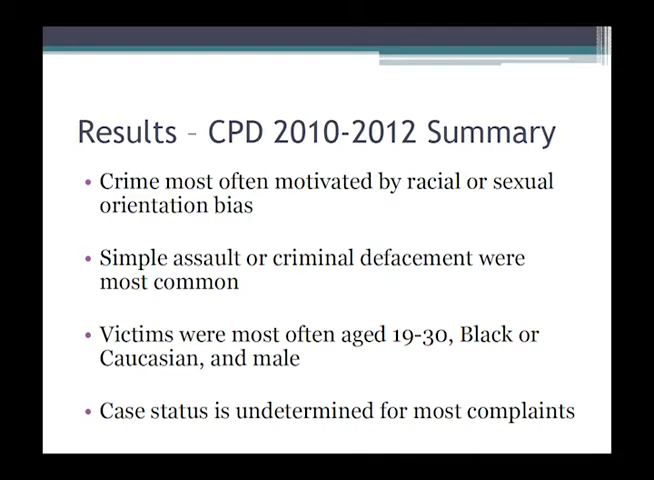 Results – CPD 2010-2012 Summary
• Crime most often motivated by racial or sexual
orientation bias
• Simple assault or criminal defacement were
most common
• Victims were most often aged 19-30, Black or
Caucasian, and male
• Case status is undetermined for most complaints